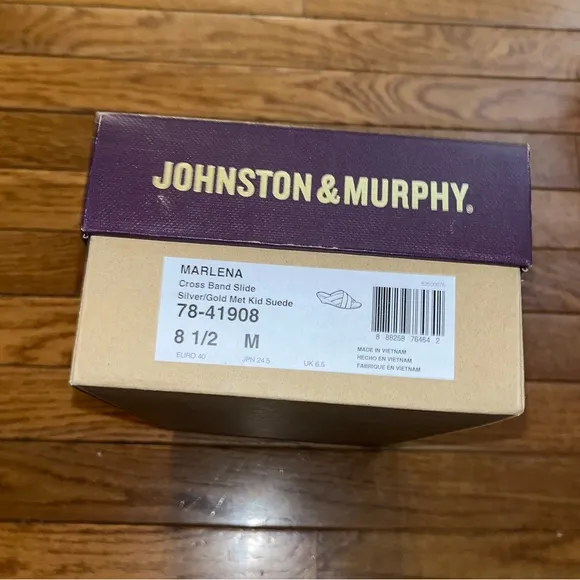 JOHNSTON & MURPHY®
MARLENA
Cross Band Slide
Silver/Gold Met Kid Suede
78-41908
8 1/2 M
EURO 40 JPN 24.5 UK 6.5
8 88258 76464 2
MADE IN VIETNAM
HECHO EN VIETNAM
FABRIQUE EN VIETNAM